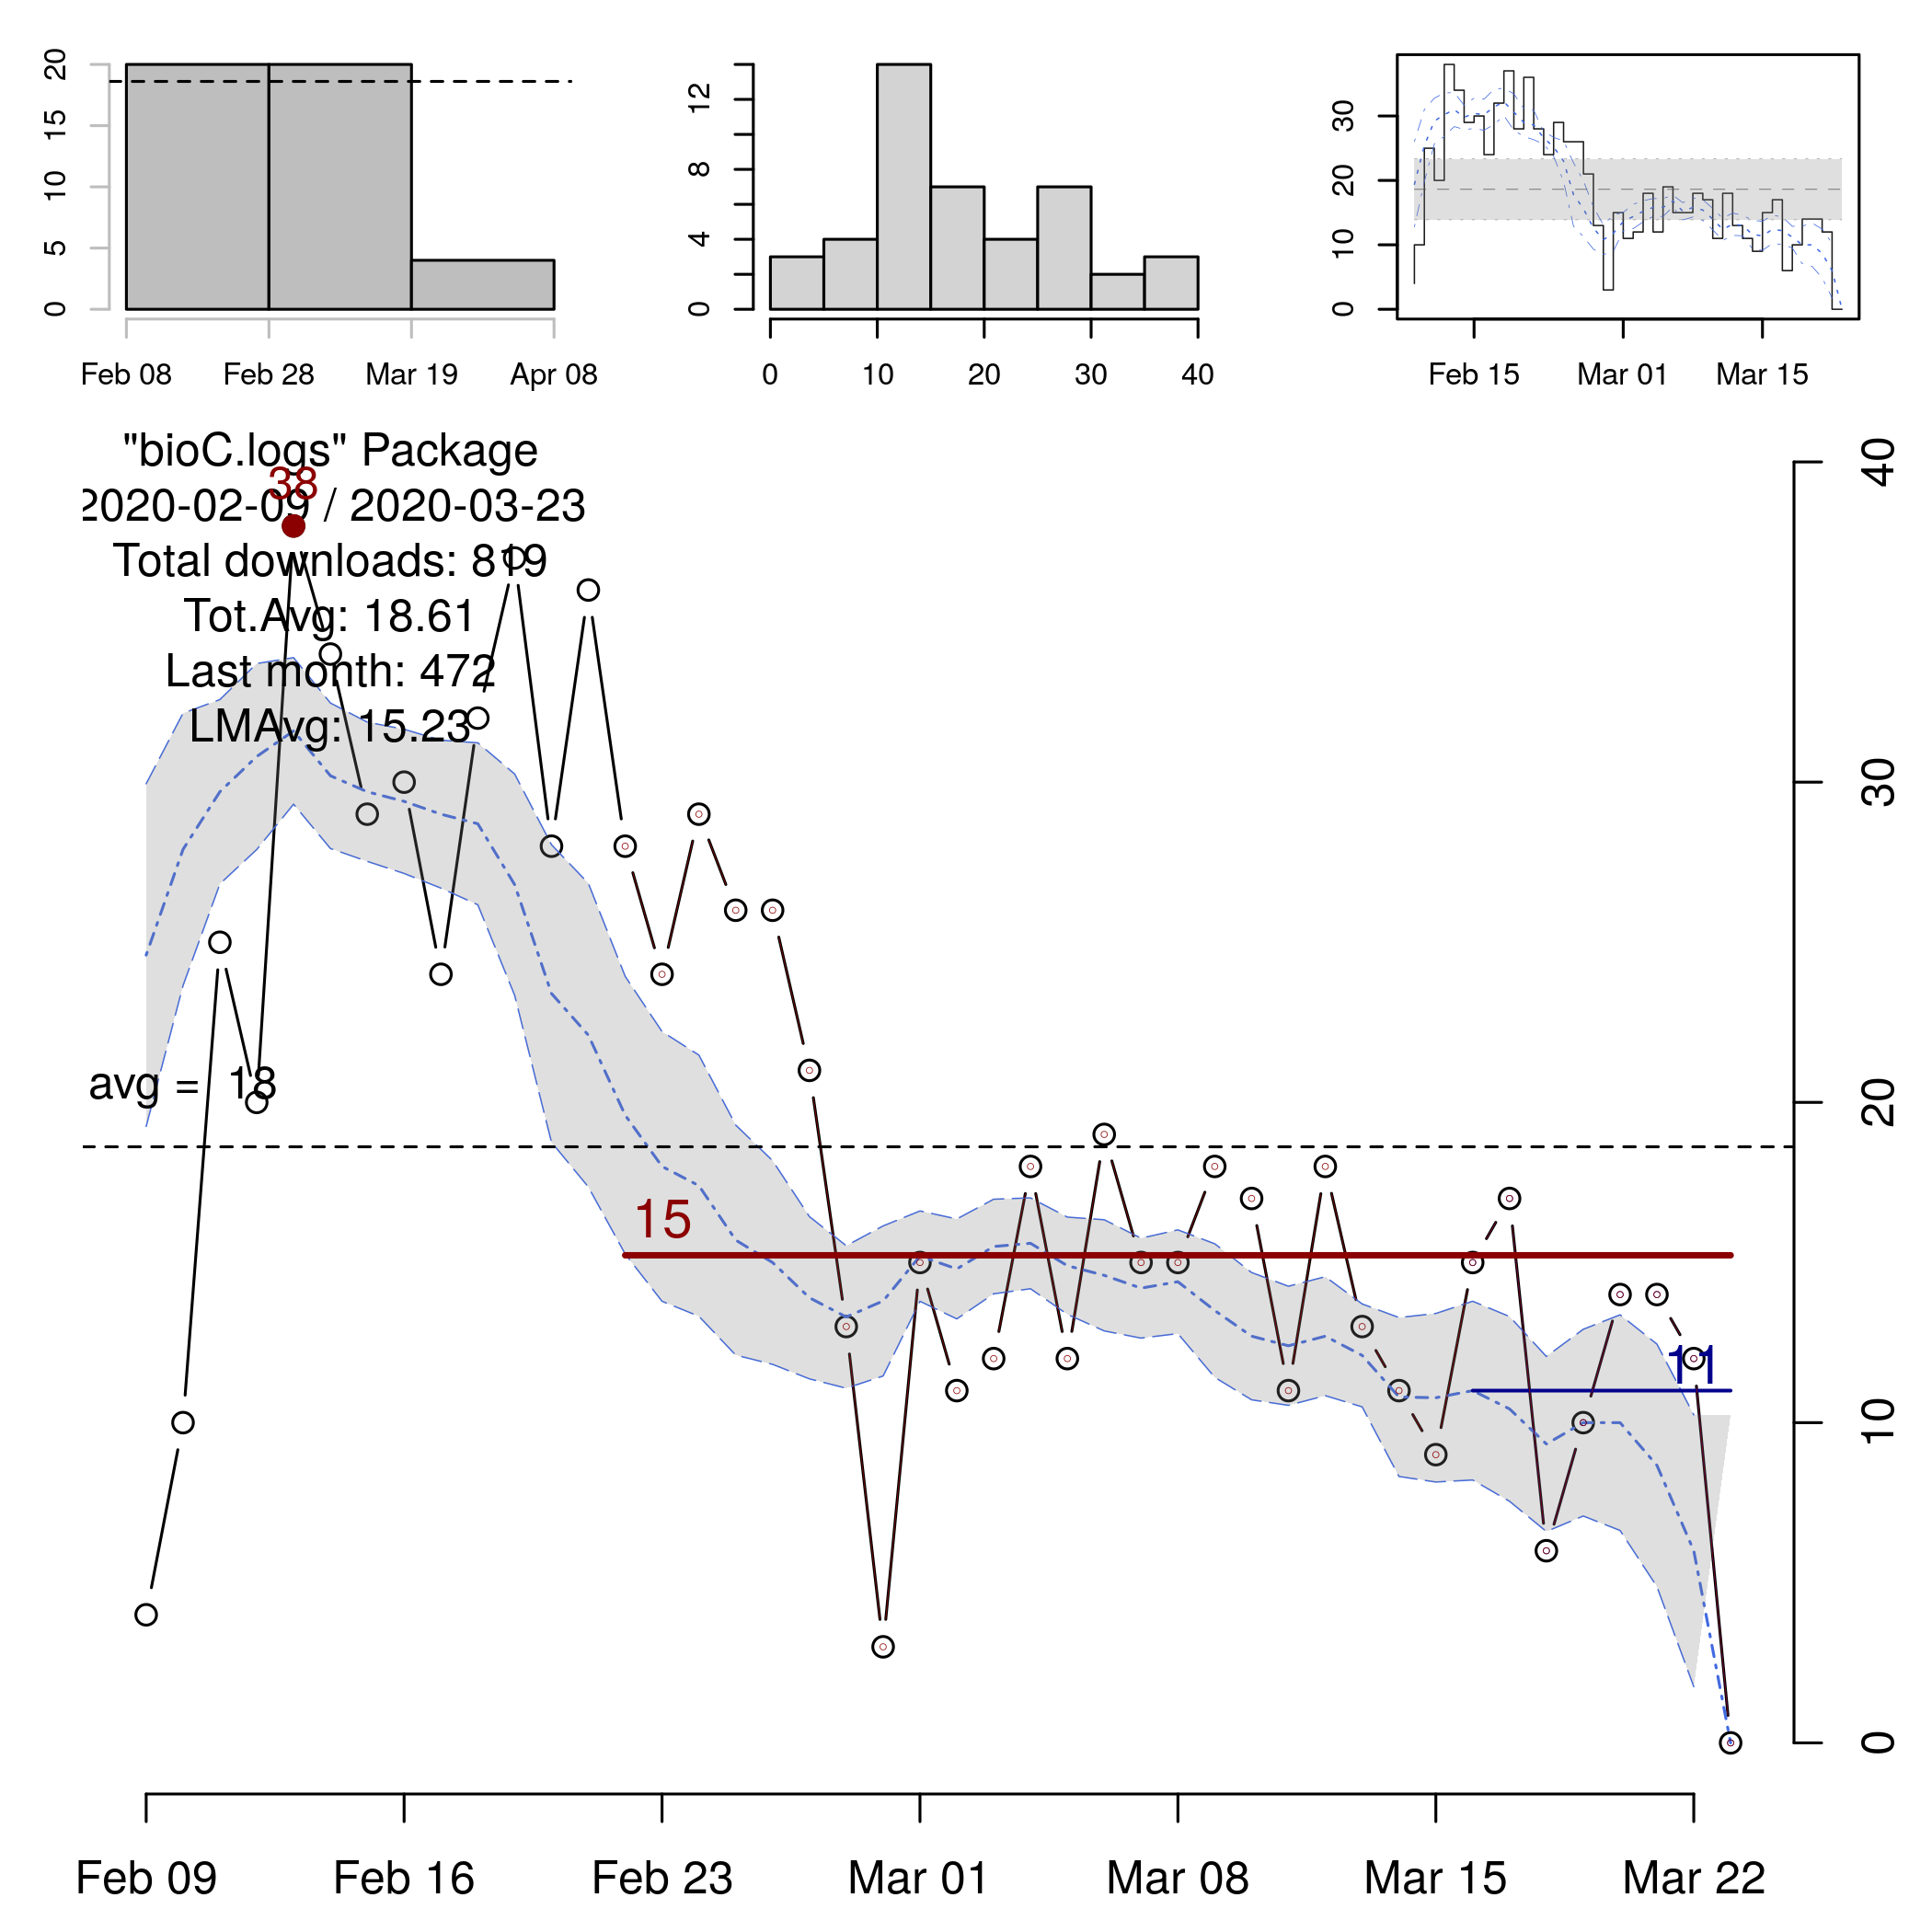 20
15
10
5
0
Feb 08 Feb 28 Mar 19 Apr 08
12
8
4
0
0 10 20 30 40
30
20
10
0
Feb 15 Mar 01 Mar 15
"bioC.logs" Package
38
2020-02-09 / 2020-03-23
Total downloads: 819
Tot.Avg: 18.61
Last month: 472
LMAvg: 15.23
avg = 18
15
11
40
30
20
10
0
Feb 09 Feb 16 Feb 23 Mar 01 Mar 08 Mar 15 Mar 22